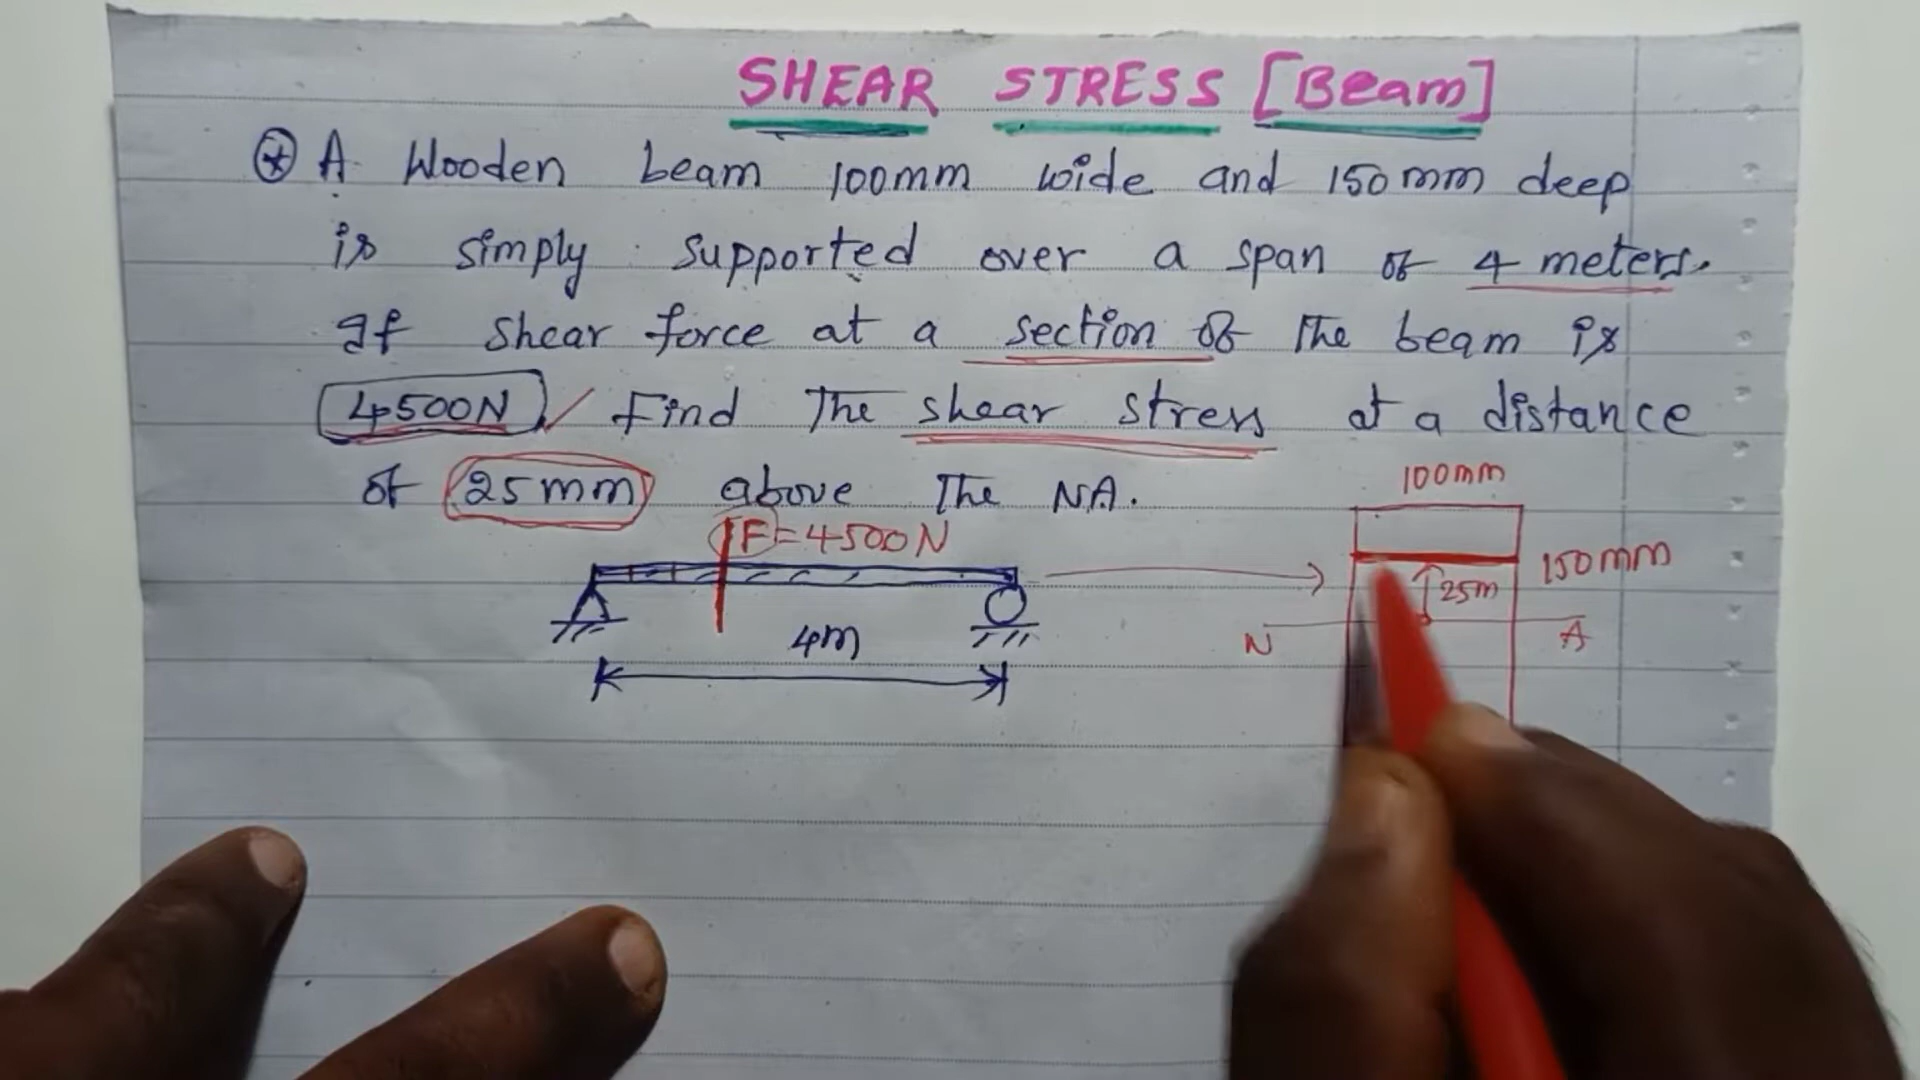 SHEAR STRESS [Beam]
A Wooden beam 100mm wide and 150mm deep
is simply supported over a span of 4 meters.
If shear force at a section of The beam is
4500N Find The shear stress at a distance
of 25mm above The NA.
100mm
F=4500N
150mm
25m
4m
N A